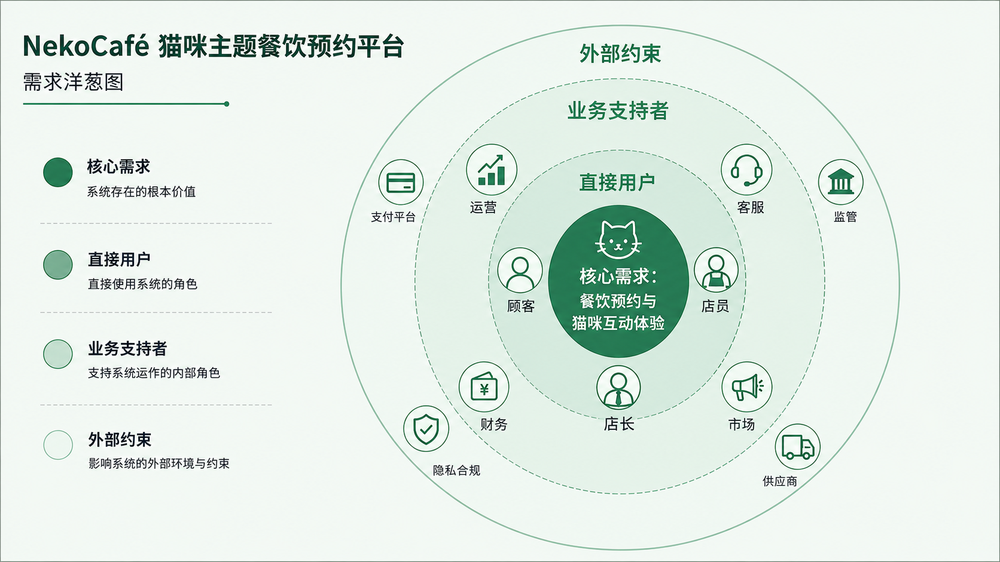 NekoCafé 猫咪主题餐饮预约平台
需求洋葱图
核心需求
系统存在的根本价值
直接用户
直接使用系统的角色
业务支持者
支持系统运作的内部角色
外部约束
影响系统的外部环境与约束
外部约束
业务支持者
直接用户
支付平台
运营
客服
监管
顾客
核心需求：
餐饮预约与
猫咪互动体验
店员
¥
财务
店长
市场
隐私合规
供应商